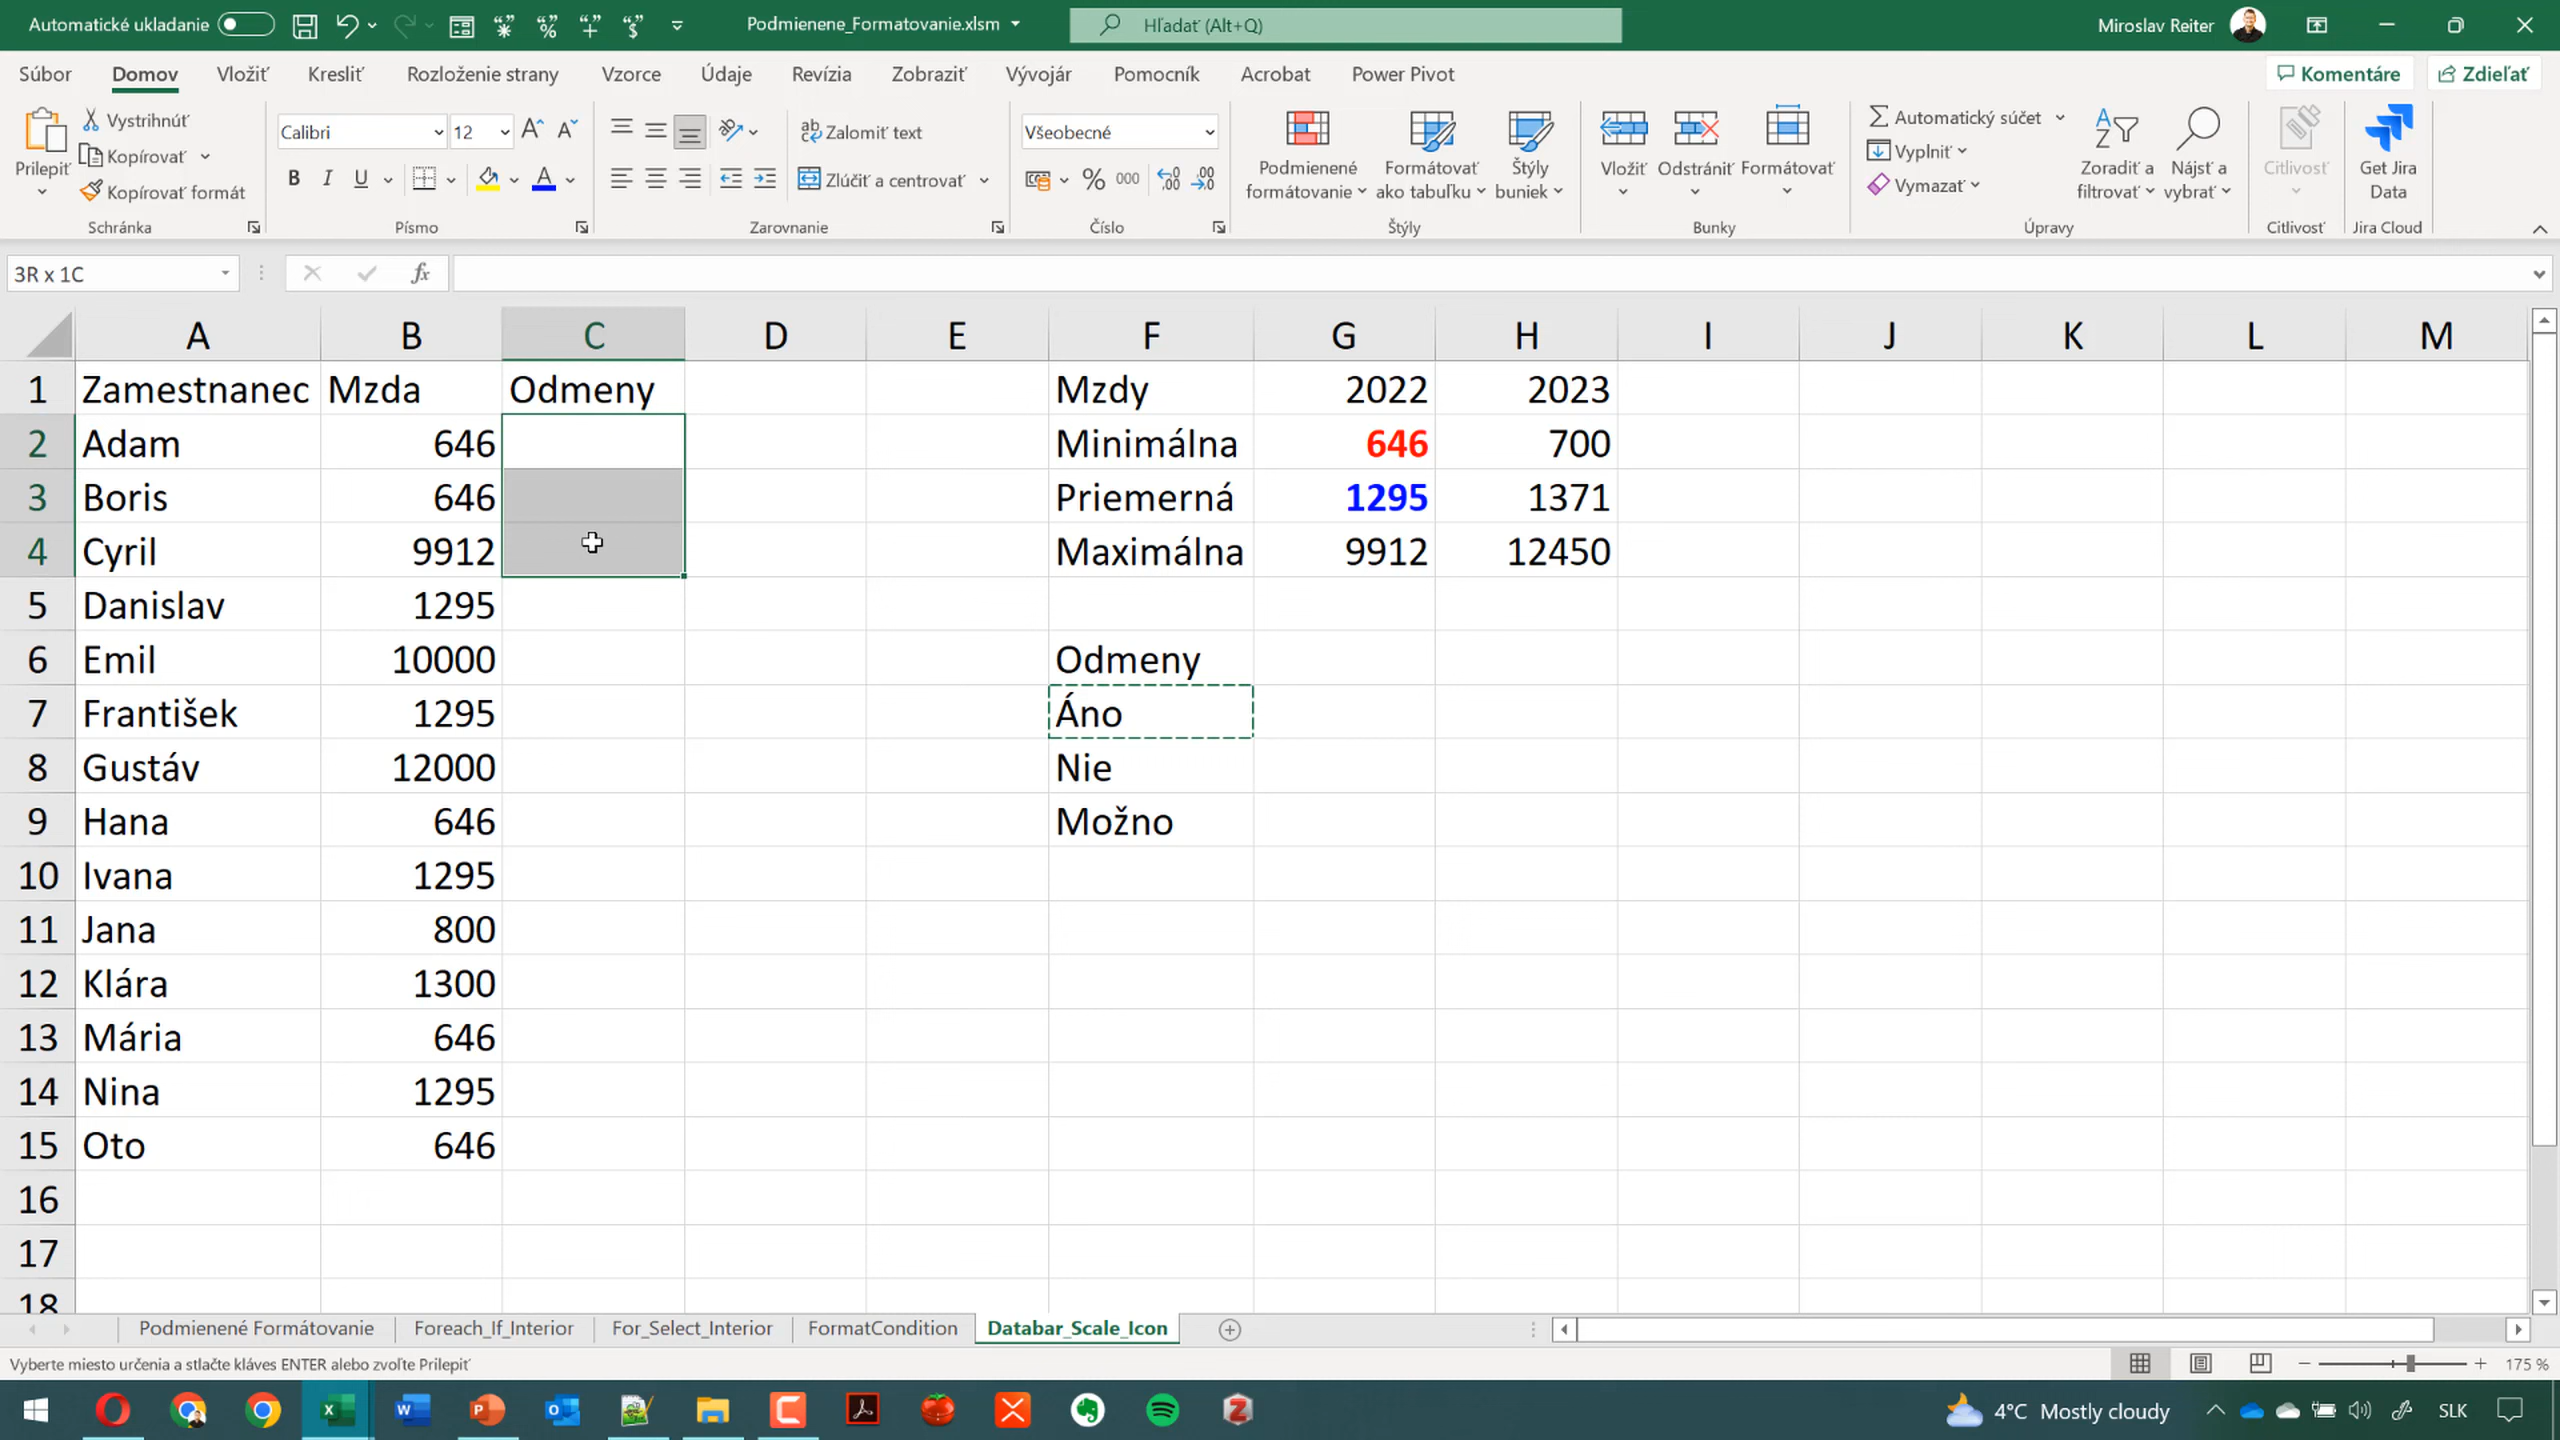 Automatické ukladanie
Podmienene_Formatovanie.xlsm
Hľadať (Alt+Q)
Miroslav Reiter
Súbor Domov Vložiť Kresliť Rozloženie strany Vzorce Údaje Revízia Zobraziť Vývojár Pomocník Acrobat Power Pivot Komentáre Zdieľať
Prilepiť
Vystrihnúť
Kopírovať
Kopírovať formát
Schránka
Calibri 12
B I U
Písmo
Zalomiť text
Zlúčiť a centrovať
Zarovnanie
Všeobecné
% 000
Číslo
Podmienené formátovanie
Formátovať ako tabuľku
Štýly buniek
Štýly
Vložiť Odstrániť Formátovať
Bunky
Automatický súčet
Vyplniť
Vymazať
Zoradiť a filtrovať
Nájsť a vybrať
Úpravy
Citlivosť
Citlivosť
Get Jira Data
Jira Cloud
3R x 1C fx
A B C D E F G H I J K L M
1 Zamestnanec Mzda Odmeny Mzdy 2022 2023
2 Adam 646 Minimálna 646 700
3 Boris 646 Priemerná 1295 1371
4 Cyril 9912 Maximálna 9912 12450
5 Danislav 1295
6 Emil 10000 Odmeny
7 František 1295 Áno
8 Gustáv 12000 Nie
9 Hana 646 Možno
10 Ivana 1295
11 Jana 800
12 Klára 1300
13 Mária 646
14 Nina 1295
15 Oto 646
16
17
18
Podmienené Formátovanie Foreach_If_Interior For_Select_Interior FormatCondition Databar_Scale_Icon
Vyberte miesto určenia a stlačte kláves ENTER alebo zvoľte Prilepiť
175 %
4°C Mostly cloudy
SLK